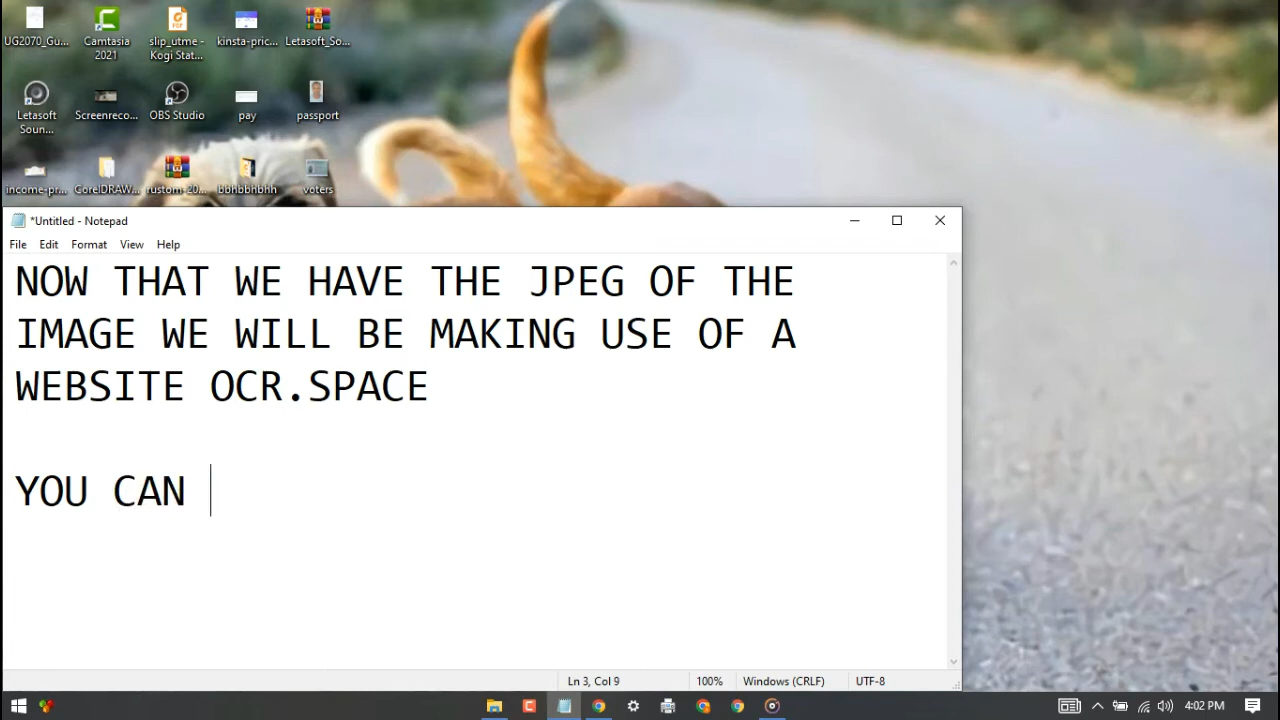 UG2070_Gu...
Camtasia 2021
slip_utme - Kogi Stat...
kinsta-pric...
Letasoft_So...
Letasoft Soun...
Screenreco...
OBS Studio
pay
passport
income-pr...
CorelDRAW...
rustom-20...
bbhbbhbhh
voters
*Untitled - Notepad
File Edit Format View Help
NOW THAT WE HAVE THE JPEG OF THE
IMAGE WE WILL BE MAKING USE OF A
WEBSITE OCR.SPACE
YOU CAN
Ln 3, Col 9 100% Windows (CRLF) UTF-8
4:02 PM